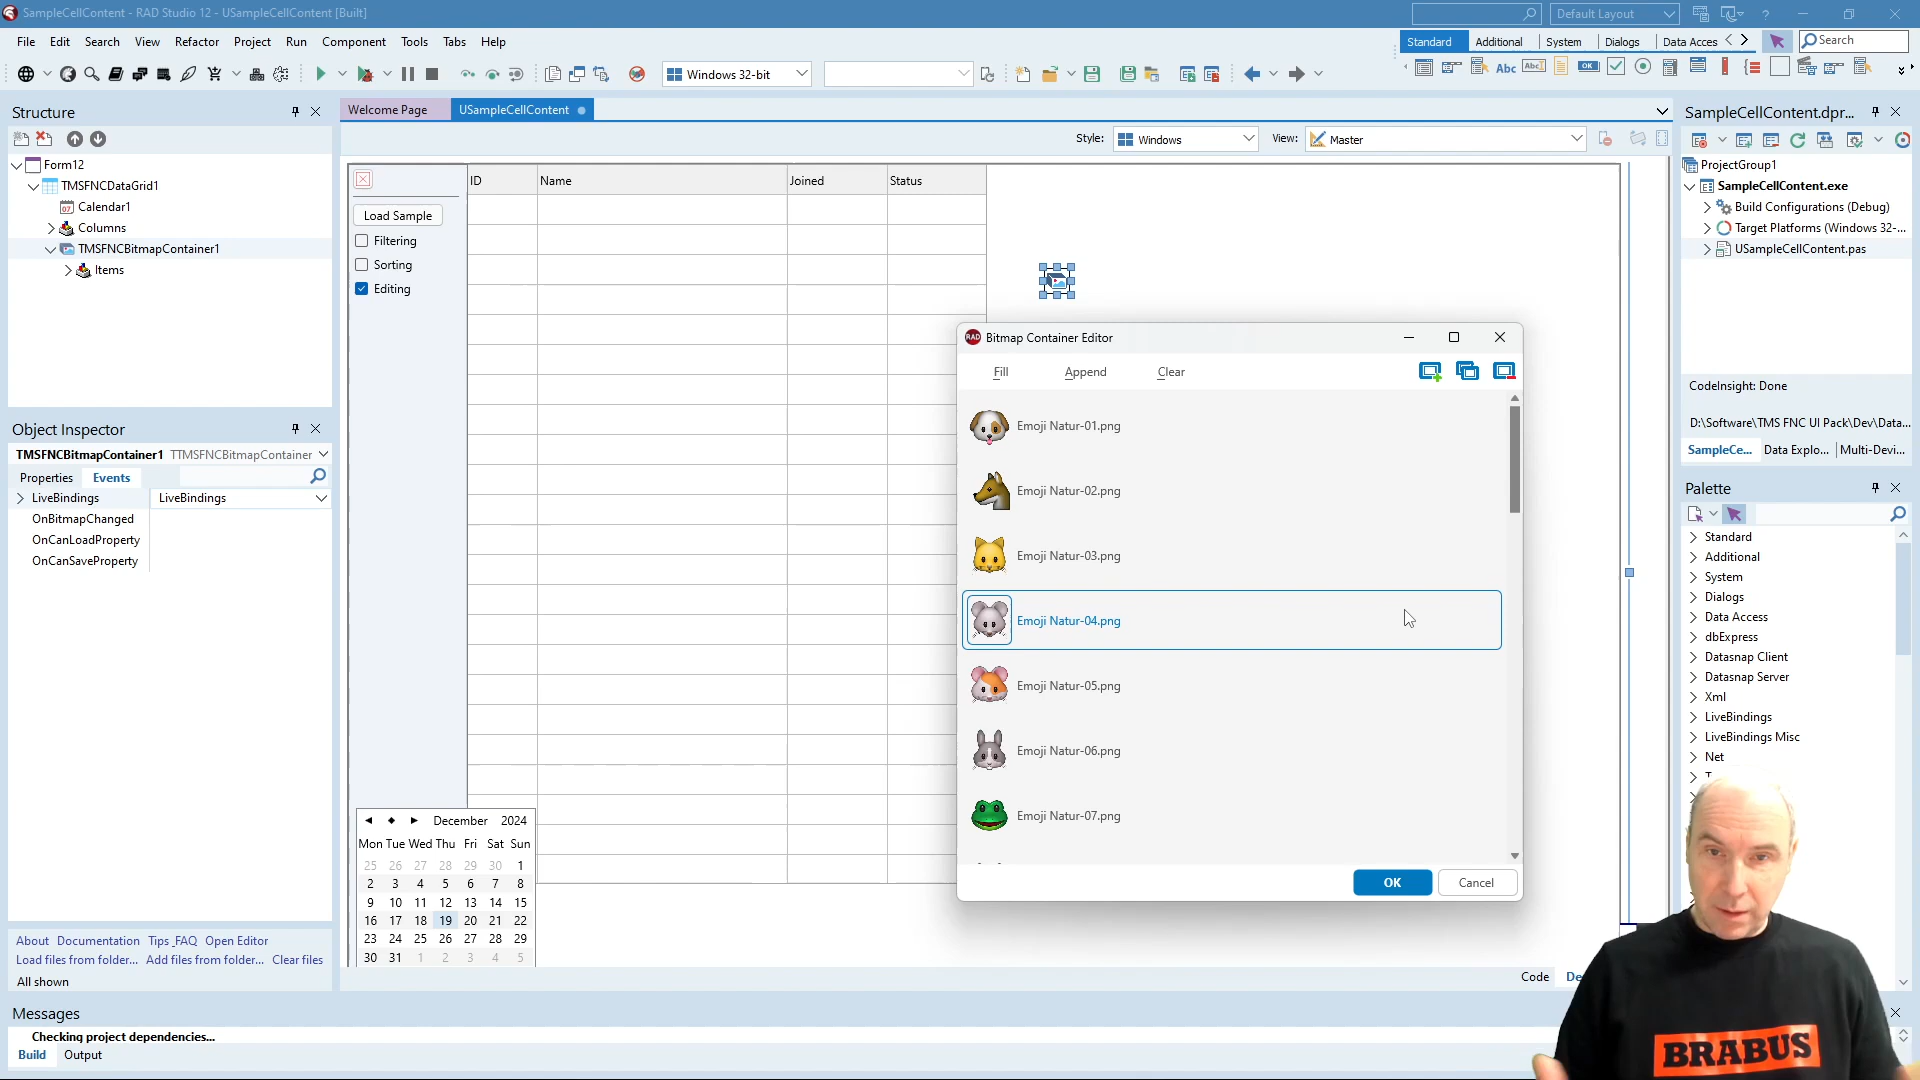 SampleCellContent - RAD Studio 12 - USampleCellContent [Built]
Default Layout
File Edit Search View Refactor Project Run Component Tools Tabs Help
Standard Additional System Dialogs Data Acces
Search
Windows 32-bit
Structure
Form12
TMSFNCDataGrid1
Calendar1
Columns
TMSFNCBitmapContainer1
Items
Object Inspector
TMSFNCBitmapContainer1 TTMSFNCBitmapContainer
Properties Events
LiveBindings LiveBindings
OnBitmapChanged
OnCanLoadProperty
OnCanSaveProperty
About Documentation Tips FAQ Open Editor
Load files from folder... Add files from folder... Clear files
All shown
Welcome Page USampleCellContent
Style: Windows View: Master
ID Name Joined Status
Load Sample
Filtering
Sorting
Editing
December 2024
Mon Tue Wed Thu Fri Sat Sun
25 26 27 28 29 30 1
2 3 4 5 6 7 8
9 10 11 12 13 14 15
16 17 18 19 20 21 22
23 24 25 26 27 28 29
30 31 1 2 3 4 5
RAD Bitmap Container Editor
Fill Append Clear
Emoji Natur-01.png
Emoji Natur-02.png
Emoji Natur-03.png
Emoji Natur-04.png
Emoji Natur-05.png
Emoji Natur-06.png
Emoji Natur-07.png
OK Cancel
Code
De
SampleCellContent.dpr...
ProjectGroup1
SampleCellContent.exe
Build Configurations (Debug)
Target Platforms (Windows 32-...
USampleCellContent.pas
CodeInsight: Done
D:\Software\TMS FNC UI Pack\Dev\Data...
SampleCe... Data Explo... Multi-Devi...
Palette
Standard
Additional
System
Dialogs
Data Access
dbExpress
Datasnap Client
Datasnap Server
Xml
LiveBindings
LiveBindings Misc
Net
Messages
Checking project dependencies...
Build Output
BRABUS